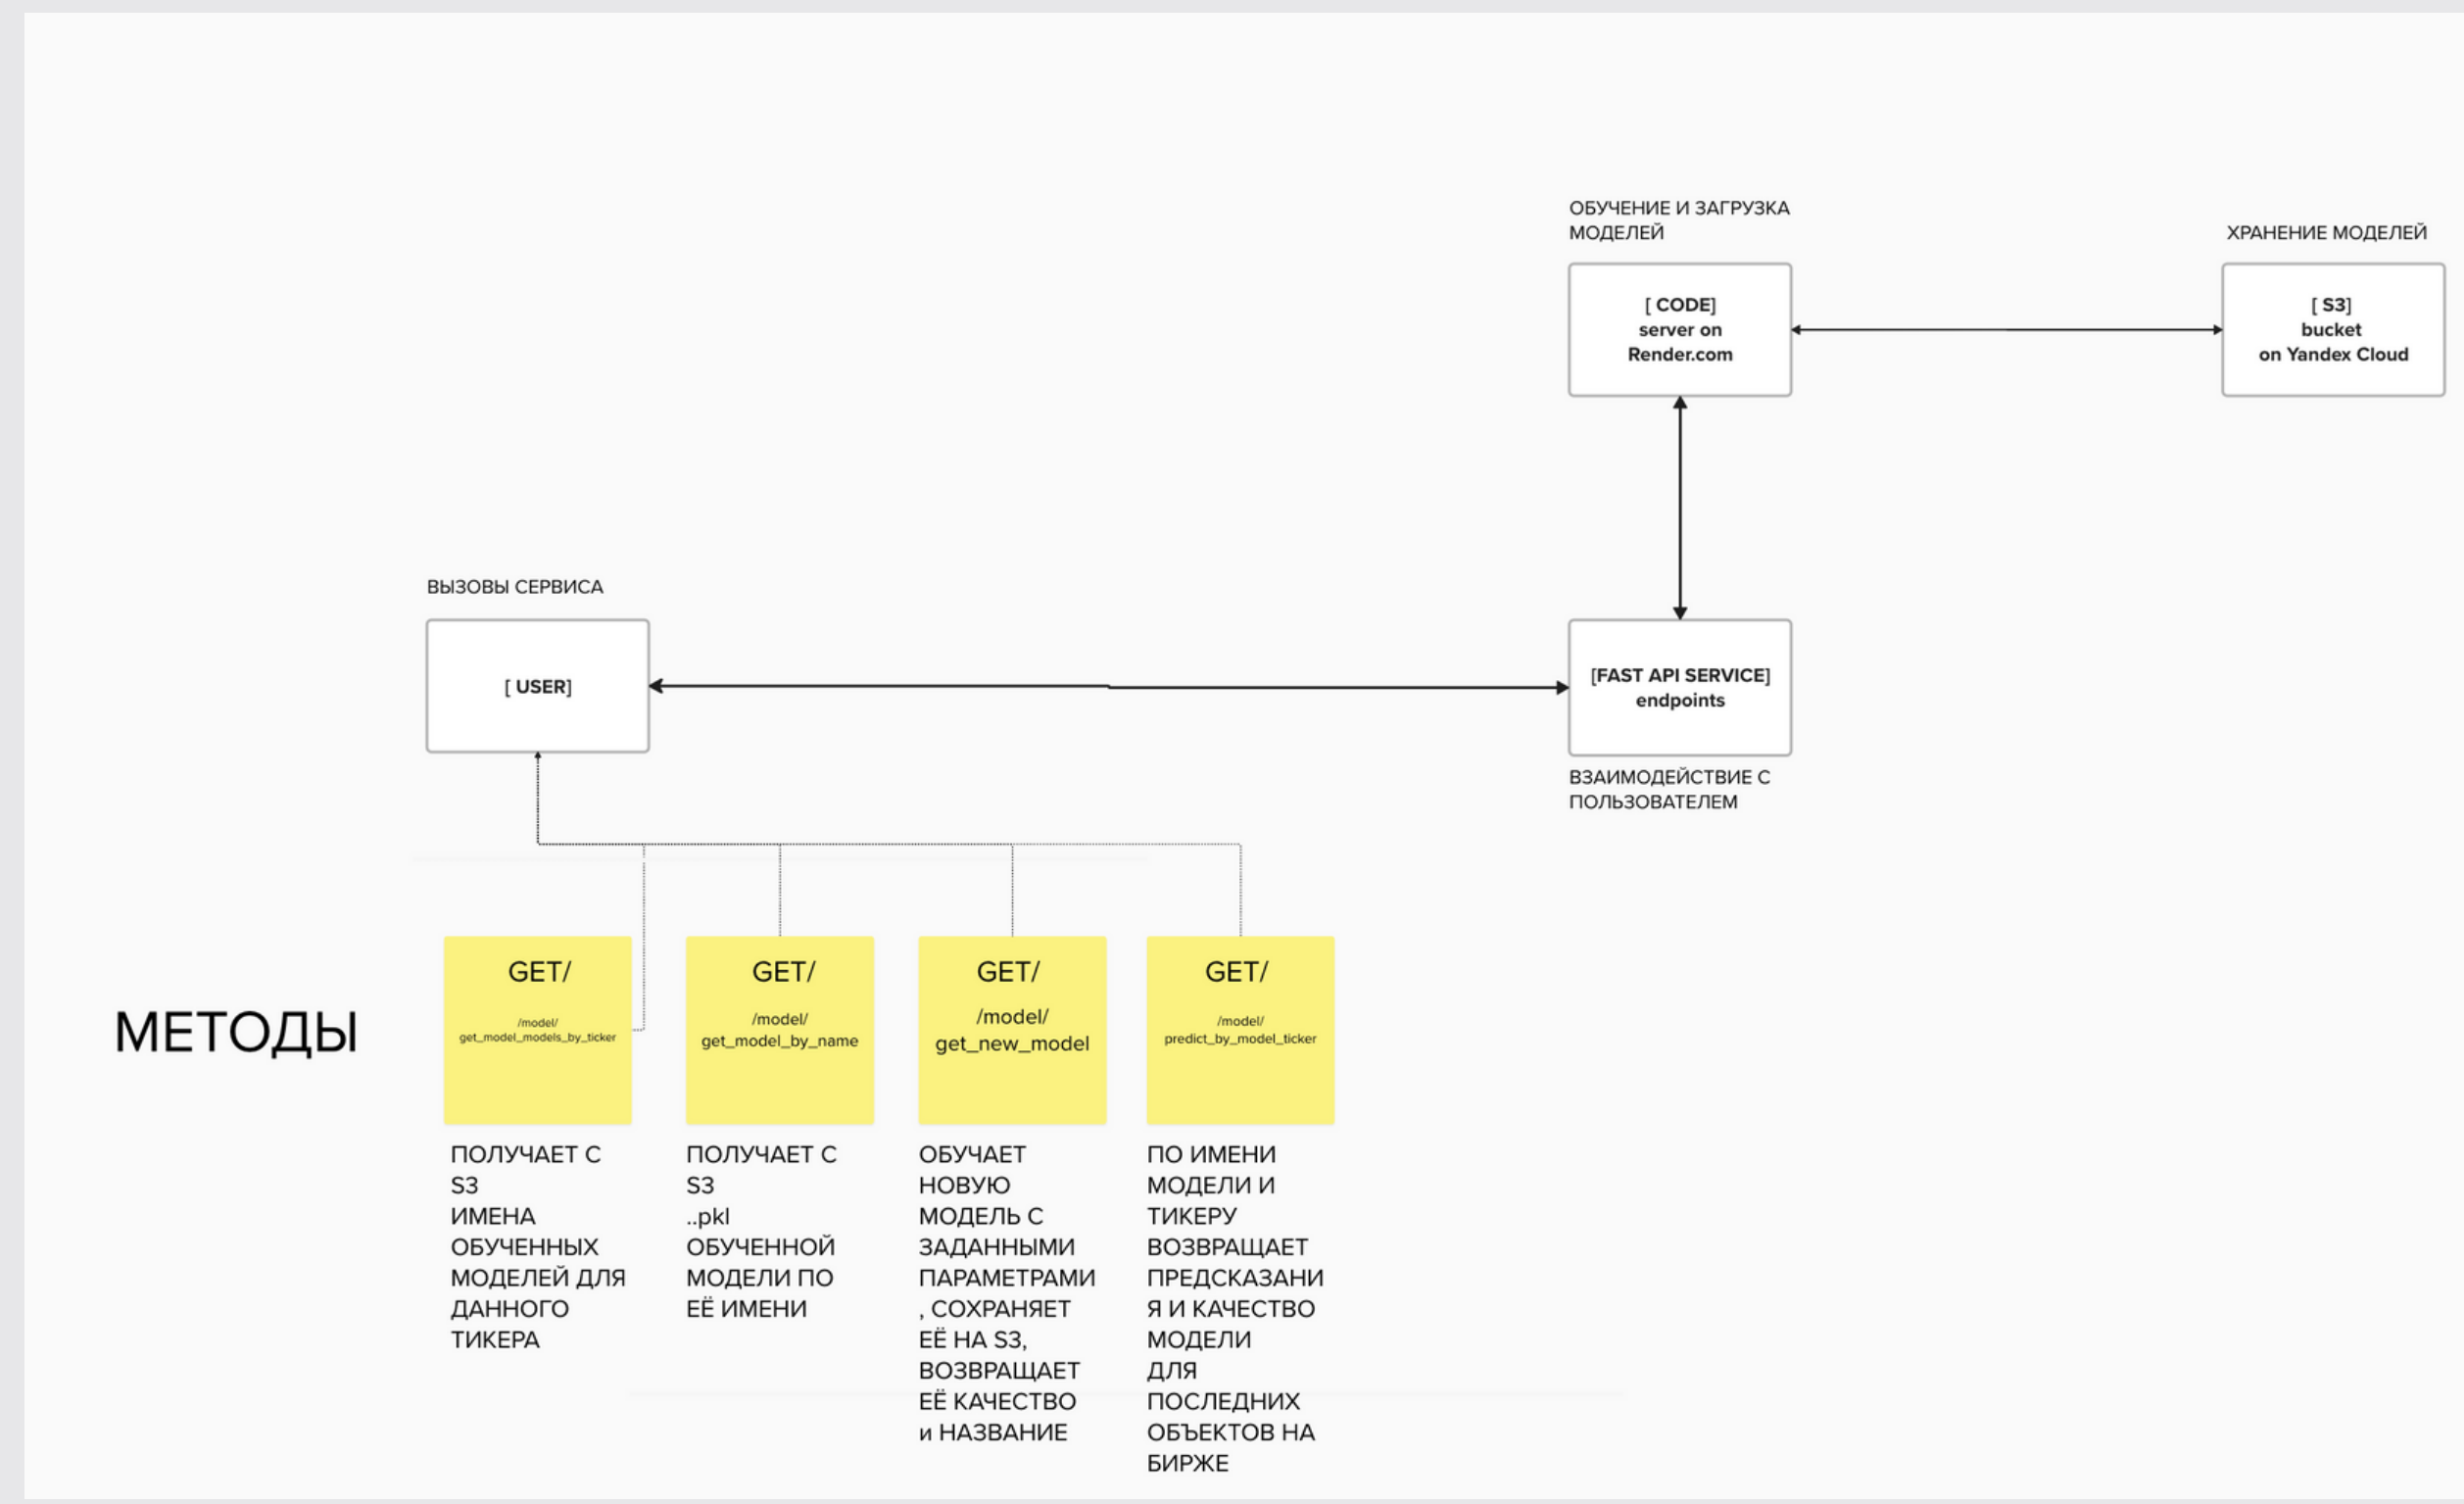 ОБУЧЕНИЕ И ЗАГРУЗКА
МОДЕЛЕЙ
[ CODE]
server on
Render.com
ХРАНЕНИЕ МОДЕЛЕЙ
[ S3]
bucket
on Yandex Cloud
ВЫЗОВЫ СЕРВИСА
[ USER]
[FAST API SERVICE]
endpoints
ВЗАИМОДЕЙСТВИЕ С
ПОЛЬЗОВАТЕЛЕМ
МЕТОДЫ
GET/
/model/
get_model_models_by_ticker
ПОЛУЧАЕТ С
S3
ИМЕНА
ОБУЧЕННЫХ
МОДЕЛЕЙ ДЛЯ
ДАННОГО
ТИКЕРА
GET/
/model/
get_model_by_name
ПОЛУЧАЕТ С
S3
..pkl
ОБУЧЕННОЙ
МОДЕЛИ ПО
ЕЁ ИМЕНИ
GET/
/model/
get_new_model
ОБУЧАЕТ
НОВУЮ
МОДЕЛЬ С
ЗАДАННЫМИ
ПАРАМЕТРАМИ
, СОХРАНЯЕТ
ЕЁ НА S3,
ВОЗВРАЩАЕТ
ЕЁ КАЧЕСТВО
и НАЗВАНИЕ
GET/
/model/
predict_by_model_ticker
ПО ИМЕНИ
МОДЕЛИ И
ТИКЕРУ
ВОЗВРАЩАЕТ
ПРЕДСКАЗАНИ
Я И КАЧЕСТВО
МОДЕЛИ
ДЛЯ
ПОСЛЕДНИХ
ОБЪЕКТОВ НА
БИРЖЕ